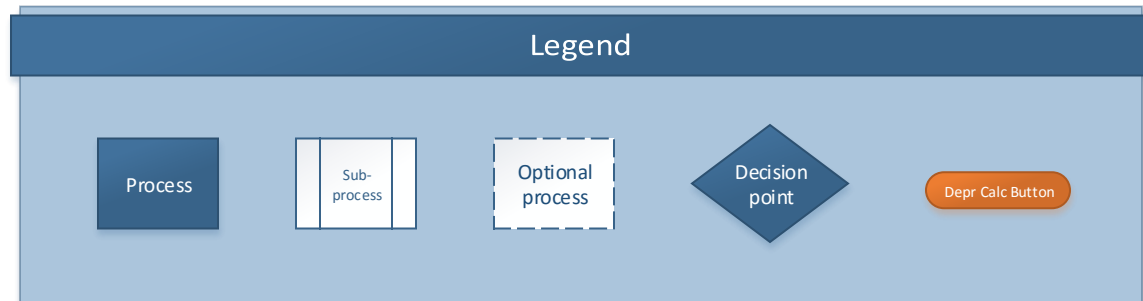 Legend
Process
Sub-
process
Optional
process
Decision
point
Depr Calc Button